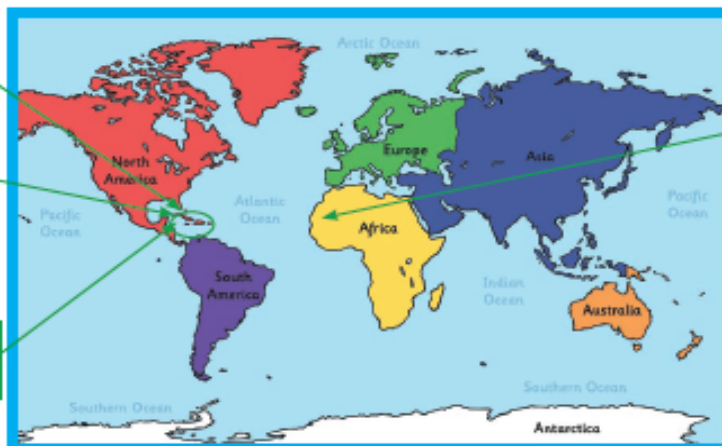 Arctic Ocean
North
America
Europe
Asia
Atlantic
Ocean
Pacific
Ocean
Pacific
Ocean
Africa
South
America
Indian
Ocean
Australia
Southern Ocean
Southern Ocean
Antarctica